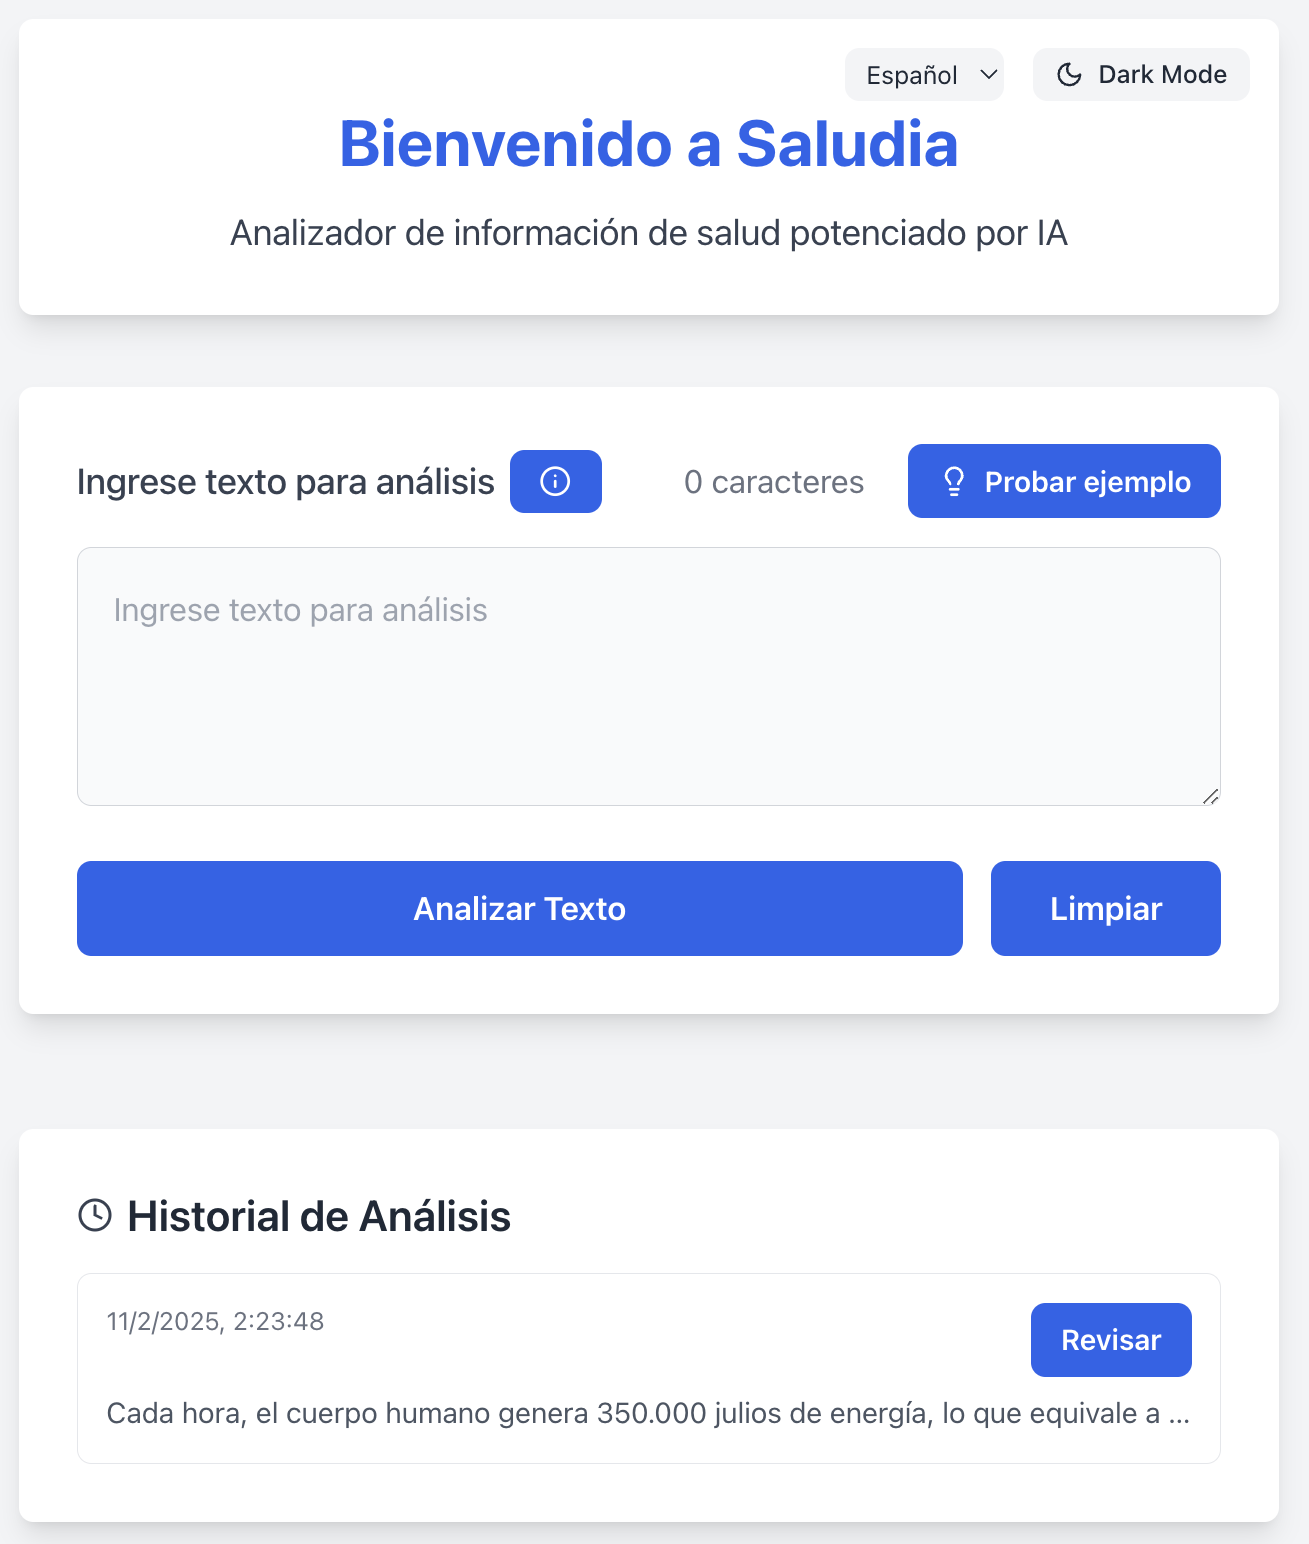 Español
Dark Mode
Bienvenido a Saludia
Analizador de información de salud potenciado por IA
Ingrese texto para análisis
0 caracteres
Probar ejemplo
Ingrese texto para análisis
Analizar Texto
Limpiar
Historial de Análisis
11/2/2025, 2:23:48
Revisar
Cada hora, el cuerpo humano genera 350.000 julios de energía, lo que equivale a ...